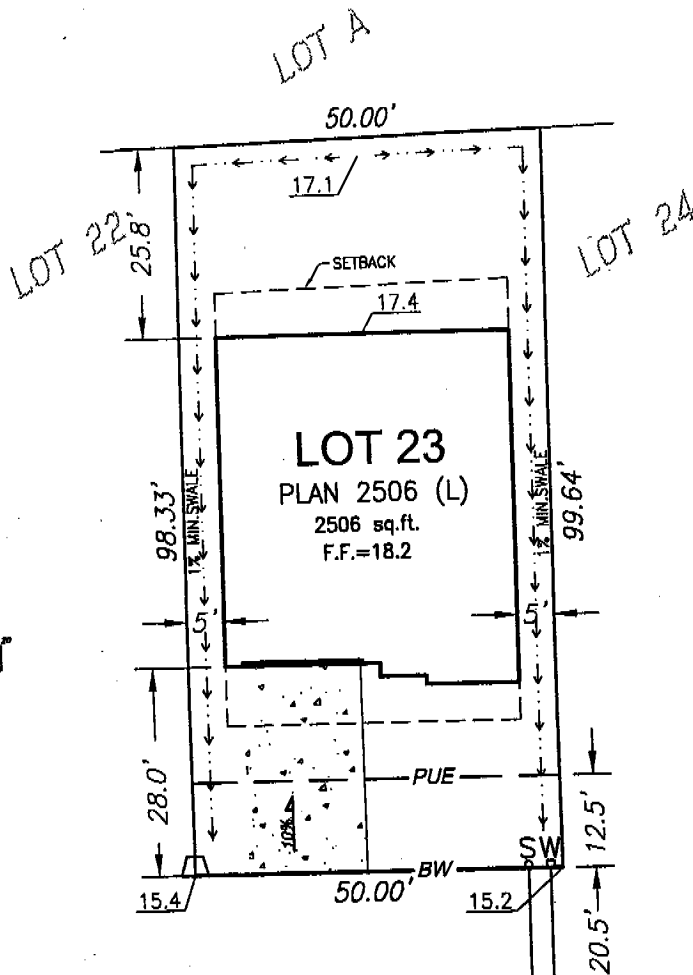 LOT A
50.00'
17.1
25.8'
LOT 22
LOT 24
SETBACK
17.4
LOT 23
PLAN 2506 (L)
2506 sq.ft.
F.F.=18.2
98.33'
1% MIN.SWALE
1% MIN.SWALE
99.64'
5'
5'
28.0'
PUE
12.5'
10%
S W
BW
15.4
50.00'
15.2
20.5'